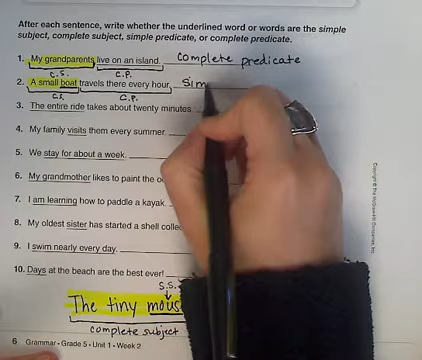 After each sentence, write whether the underlined word or words are the simple
subject, complete subject, simple predicate, or complete predicate.
1. My grandparents live on an island. complete predicate
C.S. C.P.
2. A small boat travels there every hour. Sim
C.S. C.P.
3. The entire ride takes about twenty minutes.
4. My family visits them every summer.
5. We stay for about a week.
6. My grandmother likes to paint the
7. I am learning how to paddle a kayak.
8. My oldest sister has started a shell
9. I swim nearly every day.
10. Days at the beach are the best ever!
S.S.
The tiny
complete subject
6 Grammar • Grade 5 • Unit 1 • Week 2